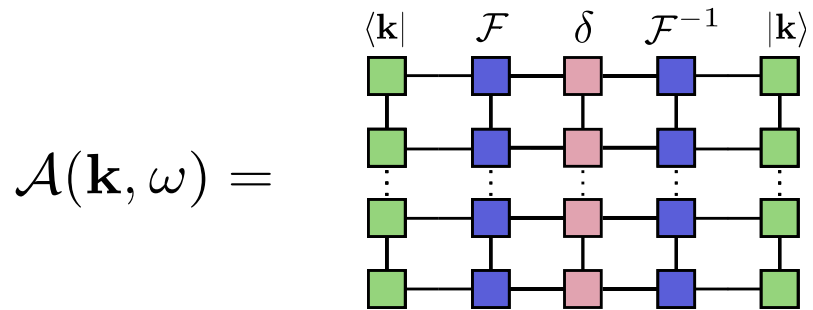 ⟨𝐤| ℱ δ ℱ⁻¹ |𝐤⟩
𝒜(𝐤, ω) =